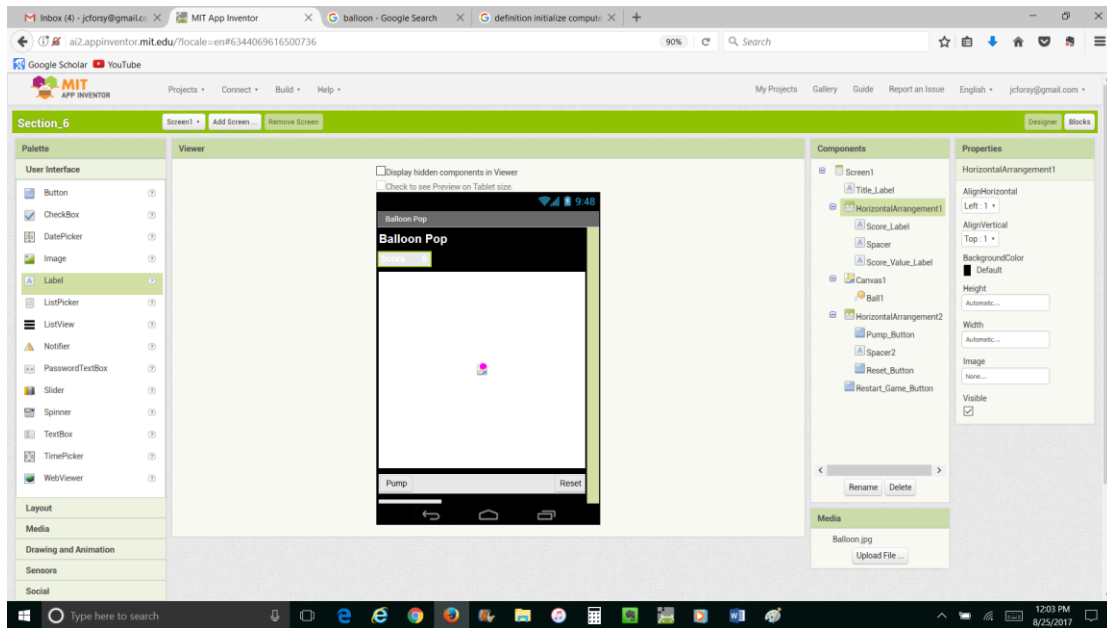 Inbox (4) - jcforsy@gmail.cc
MIT App Inventor
balloon - Google Search
definition initialize compute
ai2.appinventor.mit.edu/?locale=en#6344069616500736
90%
Search
Google Scholar
YouTube
MIT
APP INVENTOR
Projects
Connect
Build
Help
My Projects
Gallery
Guide
Report an Issue
English
jcforsy@gmail.com
Section_6
Screen1
Add Screen ...
Remove Screen
Designer
Blocks
Palette
User Interface
Button
CheckBox
DatePicker
Image
Label
ListPicker
ListView
Notifier
PasswordTextBox
Slider
Spinner
TextBox
TimePicker
WebViewer
Layout
Media
Drawing and Animation
Sensors
Social
Viewer
Display hidden components in Viewer
Check to see Preview on Tablet size.
9:48
Balloon Pop
Balloon Pop
Score 0
Pump
Reset
Components
Screen1
Title_Label
HorizontalArrangement1
Score_Label
Spacer
Score_Value_Label
Canvas1
Ball1
HorizontalArrangement2
Pump_Button
Spacer2
Reset_Button
Restart_Game_Button
Rename
Delete
Media
Balloon.jpg
Upload File ...
Properties
HorizontalArrangement1
AlignHorizontal
Left : 1
AlignVertical
Top : 1
BackgroundColor
Default
Height
Automatic...
Width
Automatic...
Image
None...
Visible
Type here to search
12:03 PM
8/25/2017